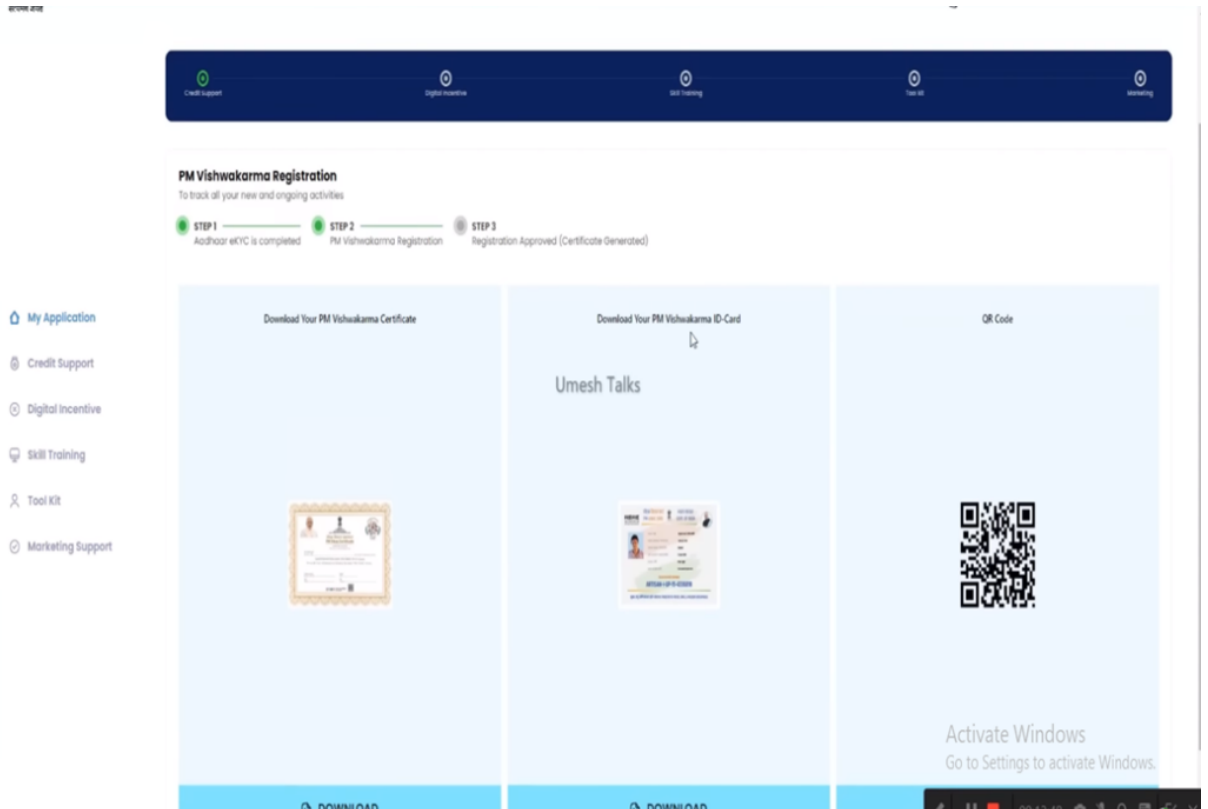 Credit Support
Digital Incentive
Skill Training
Tool Kit
Marketing
PM Vishwakarma Registration
To track all your new and ongoing activities
STEP 1
Aadhaar eKYC is completed
STEP 2
PM Vishwakarma Registration
STEP 3
Registration Approved (Certificate Generated)
My Application
Credit Support
Digital Incentive
Skill Training
Tool Kit
Marketing Support
Download Your PM Vishwakarma Certificate
Download Your PM Vishwakarma ID-Card
QR Code
Umesh Talks
Activate Windows
Go to Settings to activate Windows.
DOWNLOAD
DOWNLOAD